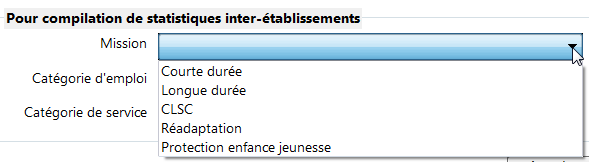 Pour compilation de statistiques inter-établissements
Mission
Courte durée
Catégorie d'emploi
Longue durée
CLSC
Catégorie de service
Réadaptation
Protection enfance jeunesse